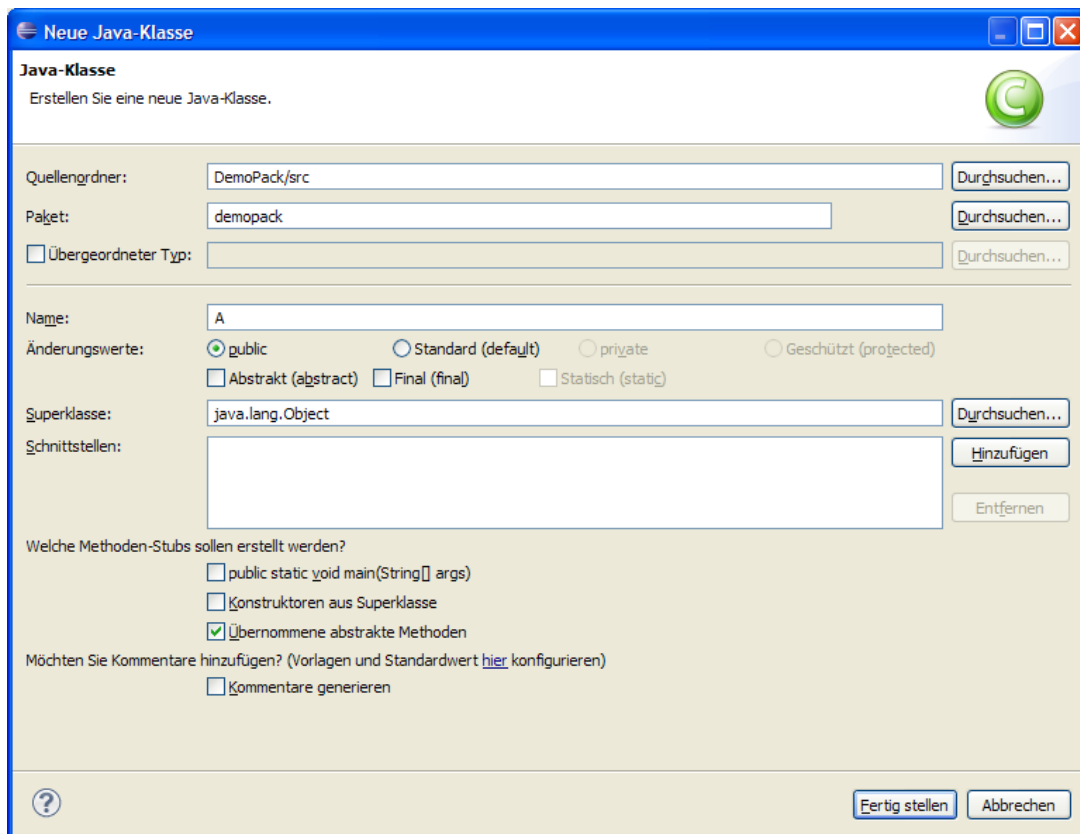 Neue Java-Klasse
Java-Klasse
Erstellen Sie eine neue Java-Klasse.
C
Quellenordner: DemoPack/src Durchsuchen...
Paket: demopack Durchsuchen...
Übergeordneter Typ: Durchsuchen...
Name: A
Änderungswerte: public Standard (default) private Geschützt (protected)
Abstrakt (abstract) Final (final) Statisch (static)
Superklasse: java.lang.Object Durchsuchen...
Schnittstellen: Hinzufügen
Entfernen
Welche Methoden-Stubs sollen erstellt werden?
public static void main(String[] args)
Konstruktoren aus Superklasse
Übernommene abstrakte Methoden
Möchten Sie Kommentare hinzufügen? (Vorlagen und Standardwert hier konfigurieren)
Kommentare generieren
? Fertig stellen Abbrechen